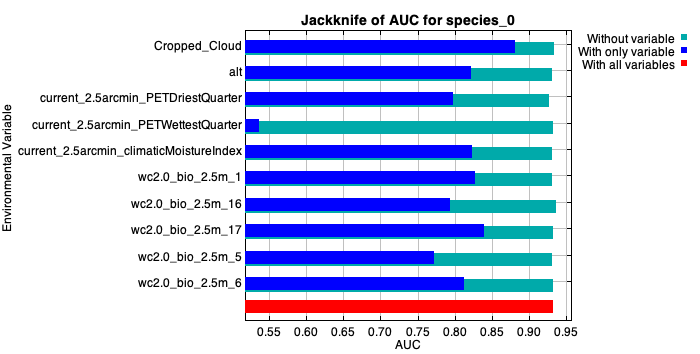 Jackknife of AUC for species_0
Without variable
With only variable
With all variables
Environmental Variable
Cropped_Cloud
alt
current_2.5arcmin_PETDriestQuarter
current_2.5arcmin_PETWettestQuarter
current_2.5arcmin_climaticMoistureIndex
wc2.0_bio_2.5m_1
wc2.0_bio_2.5m_16
wc2.0_bio_2.5m_17
wc2.0_bio_2.5m_5
wc2.0_bio_2.5m_6
0.55 0.60 0.65 0.70 0.75 0.80 0.85 0.90 0.95
AUC